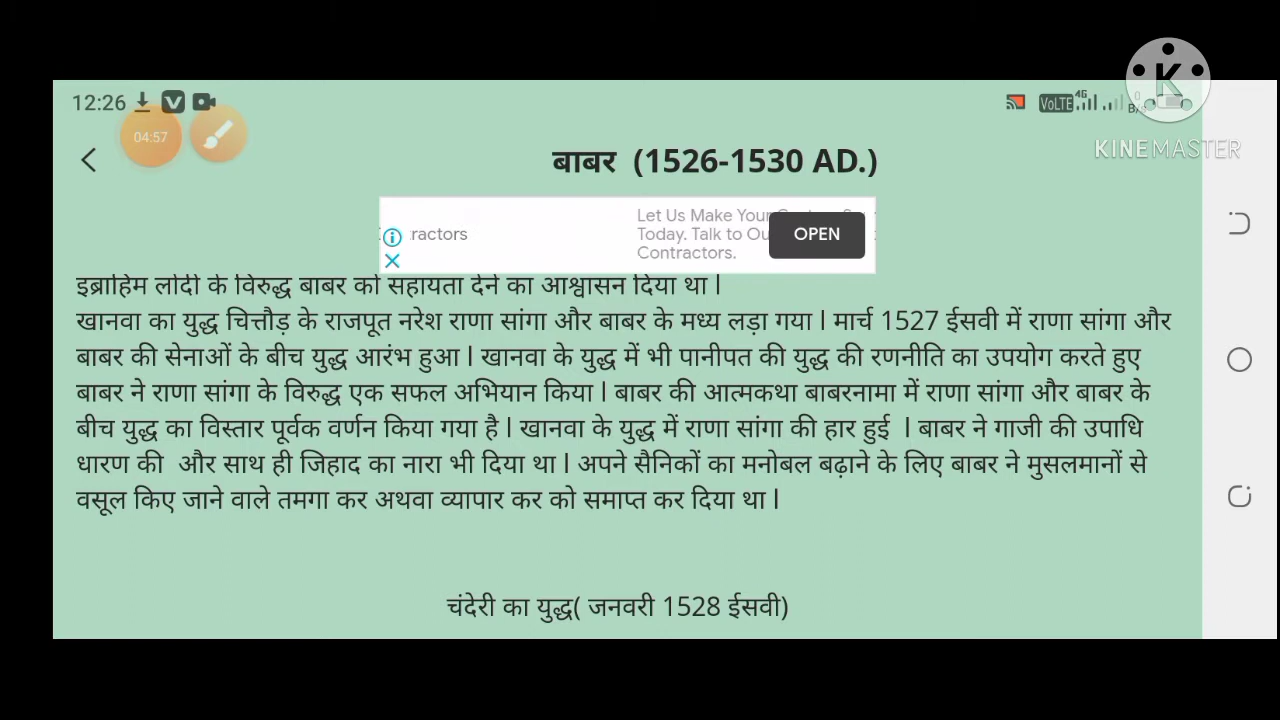 12:26
VoLTE 4G
B/s
KINEMASTER
04:57
बाबर (1526-1530 AD.)
ractors
Let Us Make Your
Today. Talk to Ou
Contractors.
OPEN
इब्राहिम लोदी के विरुद्ध बाबर को सहायता देने का आश्वासन दिया था l
खानवा का युद्ध चित्तौड़ के राजपूत नरेश राणा सांगा और बाबर के मध्य लड़ा गया l मार्च 1527 ईसवी में राणा सांगा और
बाबर की सेनाओं के बीच युद्ध आरंभ हुआ l खानवा के युद्ध में भी पानीपत की युद्ध की रणनीति का उपयोग करते हुए
बाबर ने राणा सांगा के विरुद्ध एक सफल अभियान किया l बाबर की आत्मकथा बाबरनामा में राणा सांगा और बाबर के
बीच युद्ध का विस्तार पूर्वक वर्णन किया गया है l खानवा के युद्ध में राणा सांगा की हार हुई l बाबर ने गाजी की उपाधि
धारण की और साथ ही जिहाद का नारा भी दिया था l अपने सैनिकों का मनोबल बढ़ाने के लिए बाबर ने मुसलमानों से
वसूल किए जाने वाले तमगा कर अथवा व्यापार कर को समाप्त कर दिया था l
चंदेरी का युद्ध( जनवरी 1528 ईसवी)